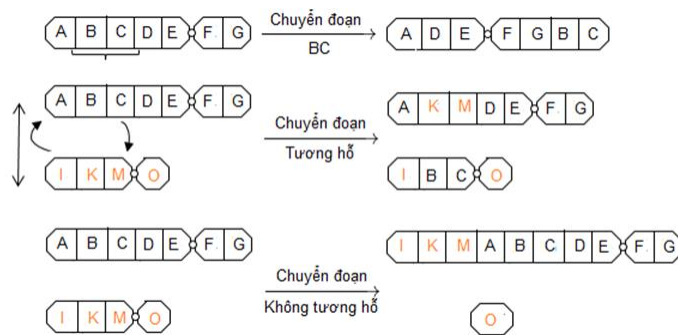 A B C D E F G
Chuyển đoạn
BC
A D E F G B C
A B C D E F G
I K M O
Chuyển đoạn
Tương hỗ
A K M D E F G
I B C O
A B C D E F G
I K M O
Chuyển đoạn
Không tương hỗ
I K M A B C D E F G
O